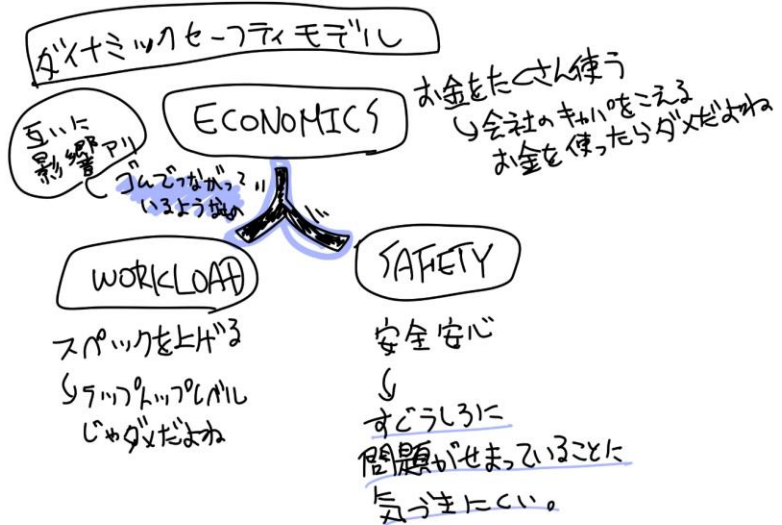 ダイナミックセーフティモデル
ECONOMICS
お金をたくさん使う
↳会社のキャパをこえる
お金を使ったらダメだよね
互いに
影響アリ
ゴムでつながって
いるようなもの
WORKLOAD
スペックを上げる
↳ラップトップレベル
じゃダメだよね
SAFETY
安全安心
↳
すぐうしろに
問題がせまっていることに
気づきにくい。